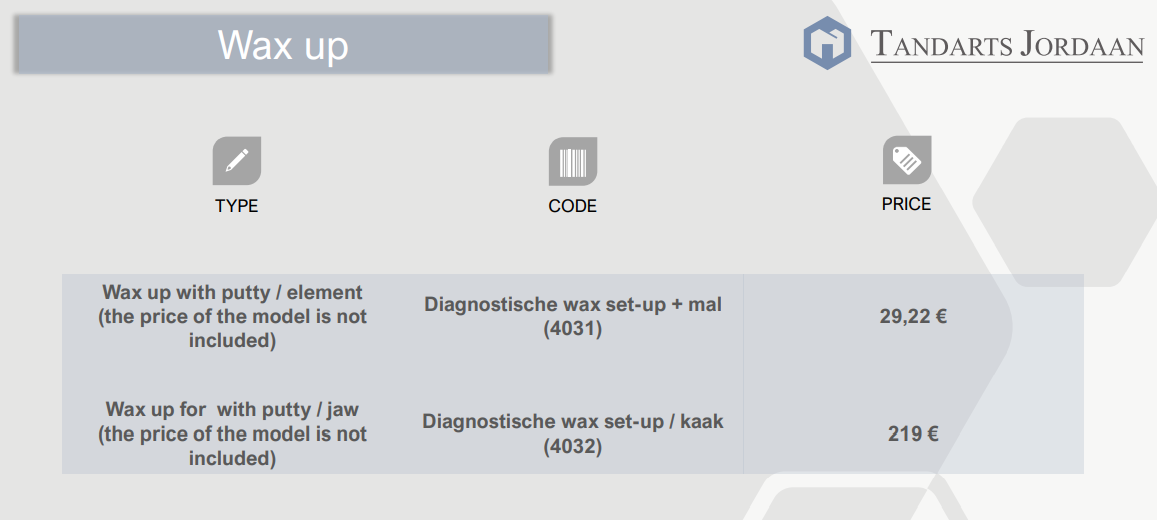 Wax up
TANDARTS JORDAAN
TYPE
CODE
PRICE
Wax up with putty / element
(the price of the model is not
included)
Diagnostische wax set-up + mal
(4031)
29,22 €
Wax up for  with putty / jaw
(the price of the model is not
included)
Diagnostische wax set-up / kaak
(4032)
219 €